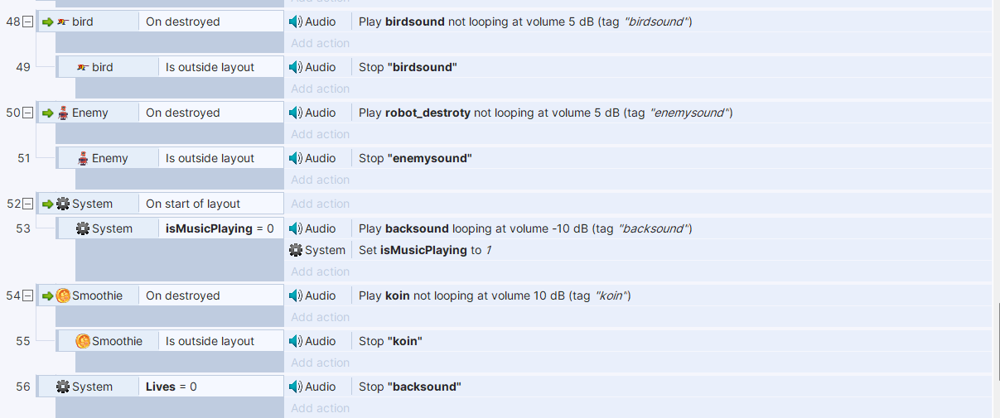 48 bird On destroyed Audio Play birdsound not looping at volume 5 dB (tag "birdsound")
Add action
49 bird Is outside layout Audio Stop "birdsound"
Add action
50 Enemy On destroyed Audio Play robot_destroty not looping at volume 5 dB (tag "enemysound")
Add action
51 Enemy Is outside layout Audio Stop "enemysound"
Add action
52 System On start of layout Add action
53 System isMusicPlaying = 0 Audio Play backsound looping at volume -10 dB (tag "backsound")
System Set isMusicPlaying to 1
Add action
54 Smoothie On destroyed Audio Play koin not looping at volume 10 dB (tag "koin")
Add action
55 Smoothie Is outside layout Audio Stop "koin"
Add action
56 System Lives = 0 Audio Stop "backsound"
Add action